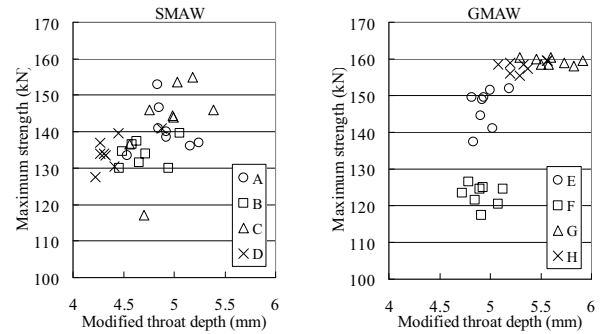 SMAW
170
160
150
140
130
120
110
100
Maximum strength (kN)
A
B
C
D
4
4.5
5
5.5
6
Modified throat depth (mm)
GMAW
170
160
150
140
130
120
110
100
Maximum strength (kN)
E
F
G
H
4
4.5
5
5.5
6
Modified throat depth (mm)